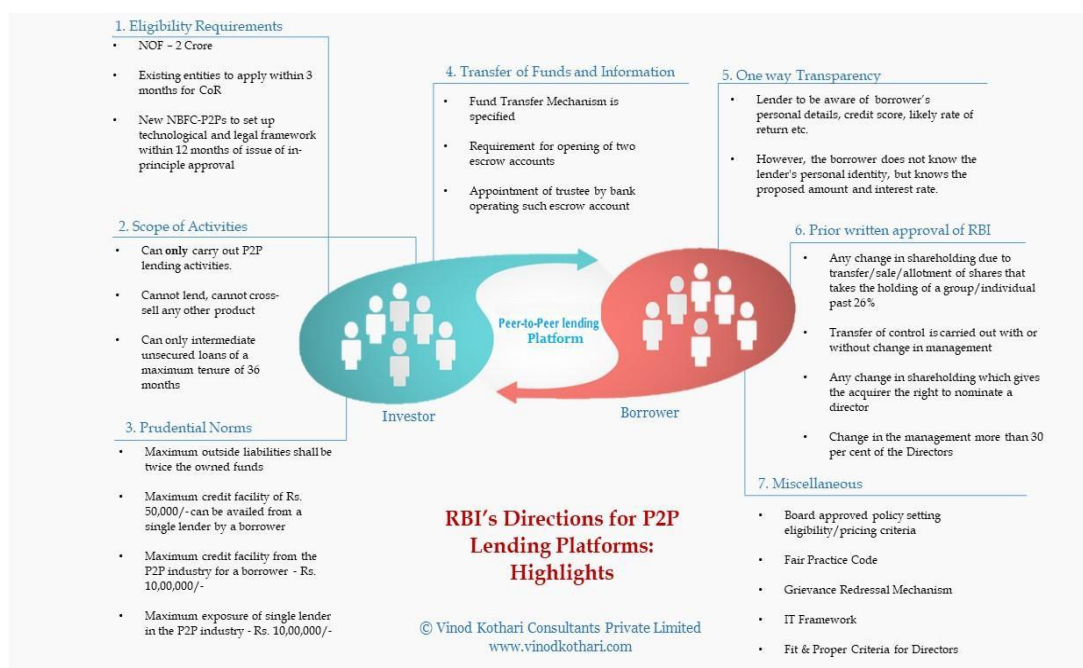 1. Eligibility Requirements
• NOF – 2 Crore
• Existing entities to apply within 3
months for CoR
• New NBFC-P2Ps to set up
technological and legal framework
within 12 months of issue of in-
principle approval
2. Scope of Activities
• Can only carry out P2P
lending activities.
• Cannot lend, cannot cross-
sell any other product
• Can only intermediate
unsecured loans of a
maximum tenure of 36
months
3. Prudential Norms
• Maximum outside liabilities shall be
twice the owned funds
• Maximum credit facility of Rs.
50,000/- can be availed from a
single lender by a borrower
• Maximum credit facility from the
P2P industry for a borrower - Rs.
10,00,000/-
• Maximum exposure of single lender
in the P2P industry - Rs. 10,00,000/-
4. Transfer of Funds and Information
• Fund Transfer Mechanism is
specified
• Requirement for opening of two
escrow accounts
• Appointment of trustee by bank
operating such escrow account
Peer-to-Peer lending
Platform
Investor
Borrower
5. One way Transparency
• Lender to be aware of borrower's
personal details, credit score, likely rate of
return etc.
• However, the borrower does not know the
lender's personal identity, but knows the
proposed amount and interest rate.
6. Prior written approval of RBI
• Any change in shareholding due to
transfer/sale/allotment of shares that
takes the holding of a group/individual
past 26%
• Transfer of control is carried out with or
without change in management
• Any change in shareholding which gives
the acquirer the right to nominate a
director
• Change in the management more than 30
per cent of the Directors
7. Miscellaneous
• Board approved policy setting
eligibility/pricing criteria
• Fair Practice Code
• Grievance Redressal Mechanism
• IT Framework
• Fit & Proper Criteria for Directors
RBI's Directions for P2P
Lending Platforms:
Highlights
© Vinod Kothari Consultants Private Limited
www.vinodkothari.com